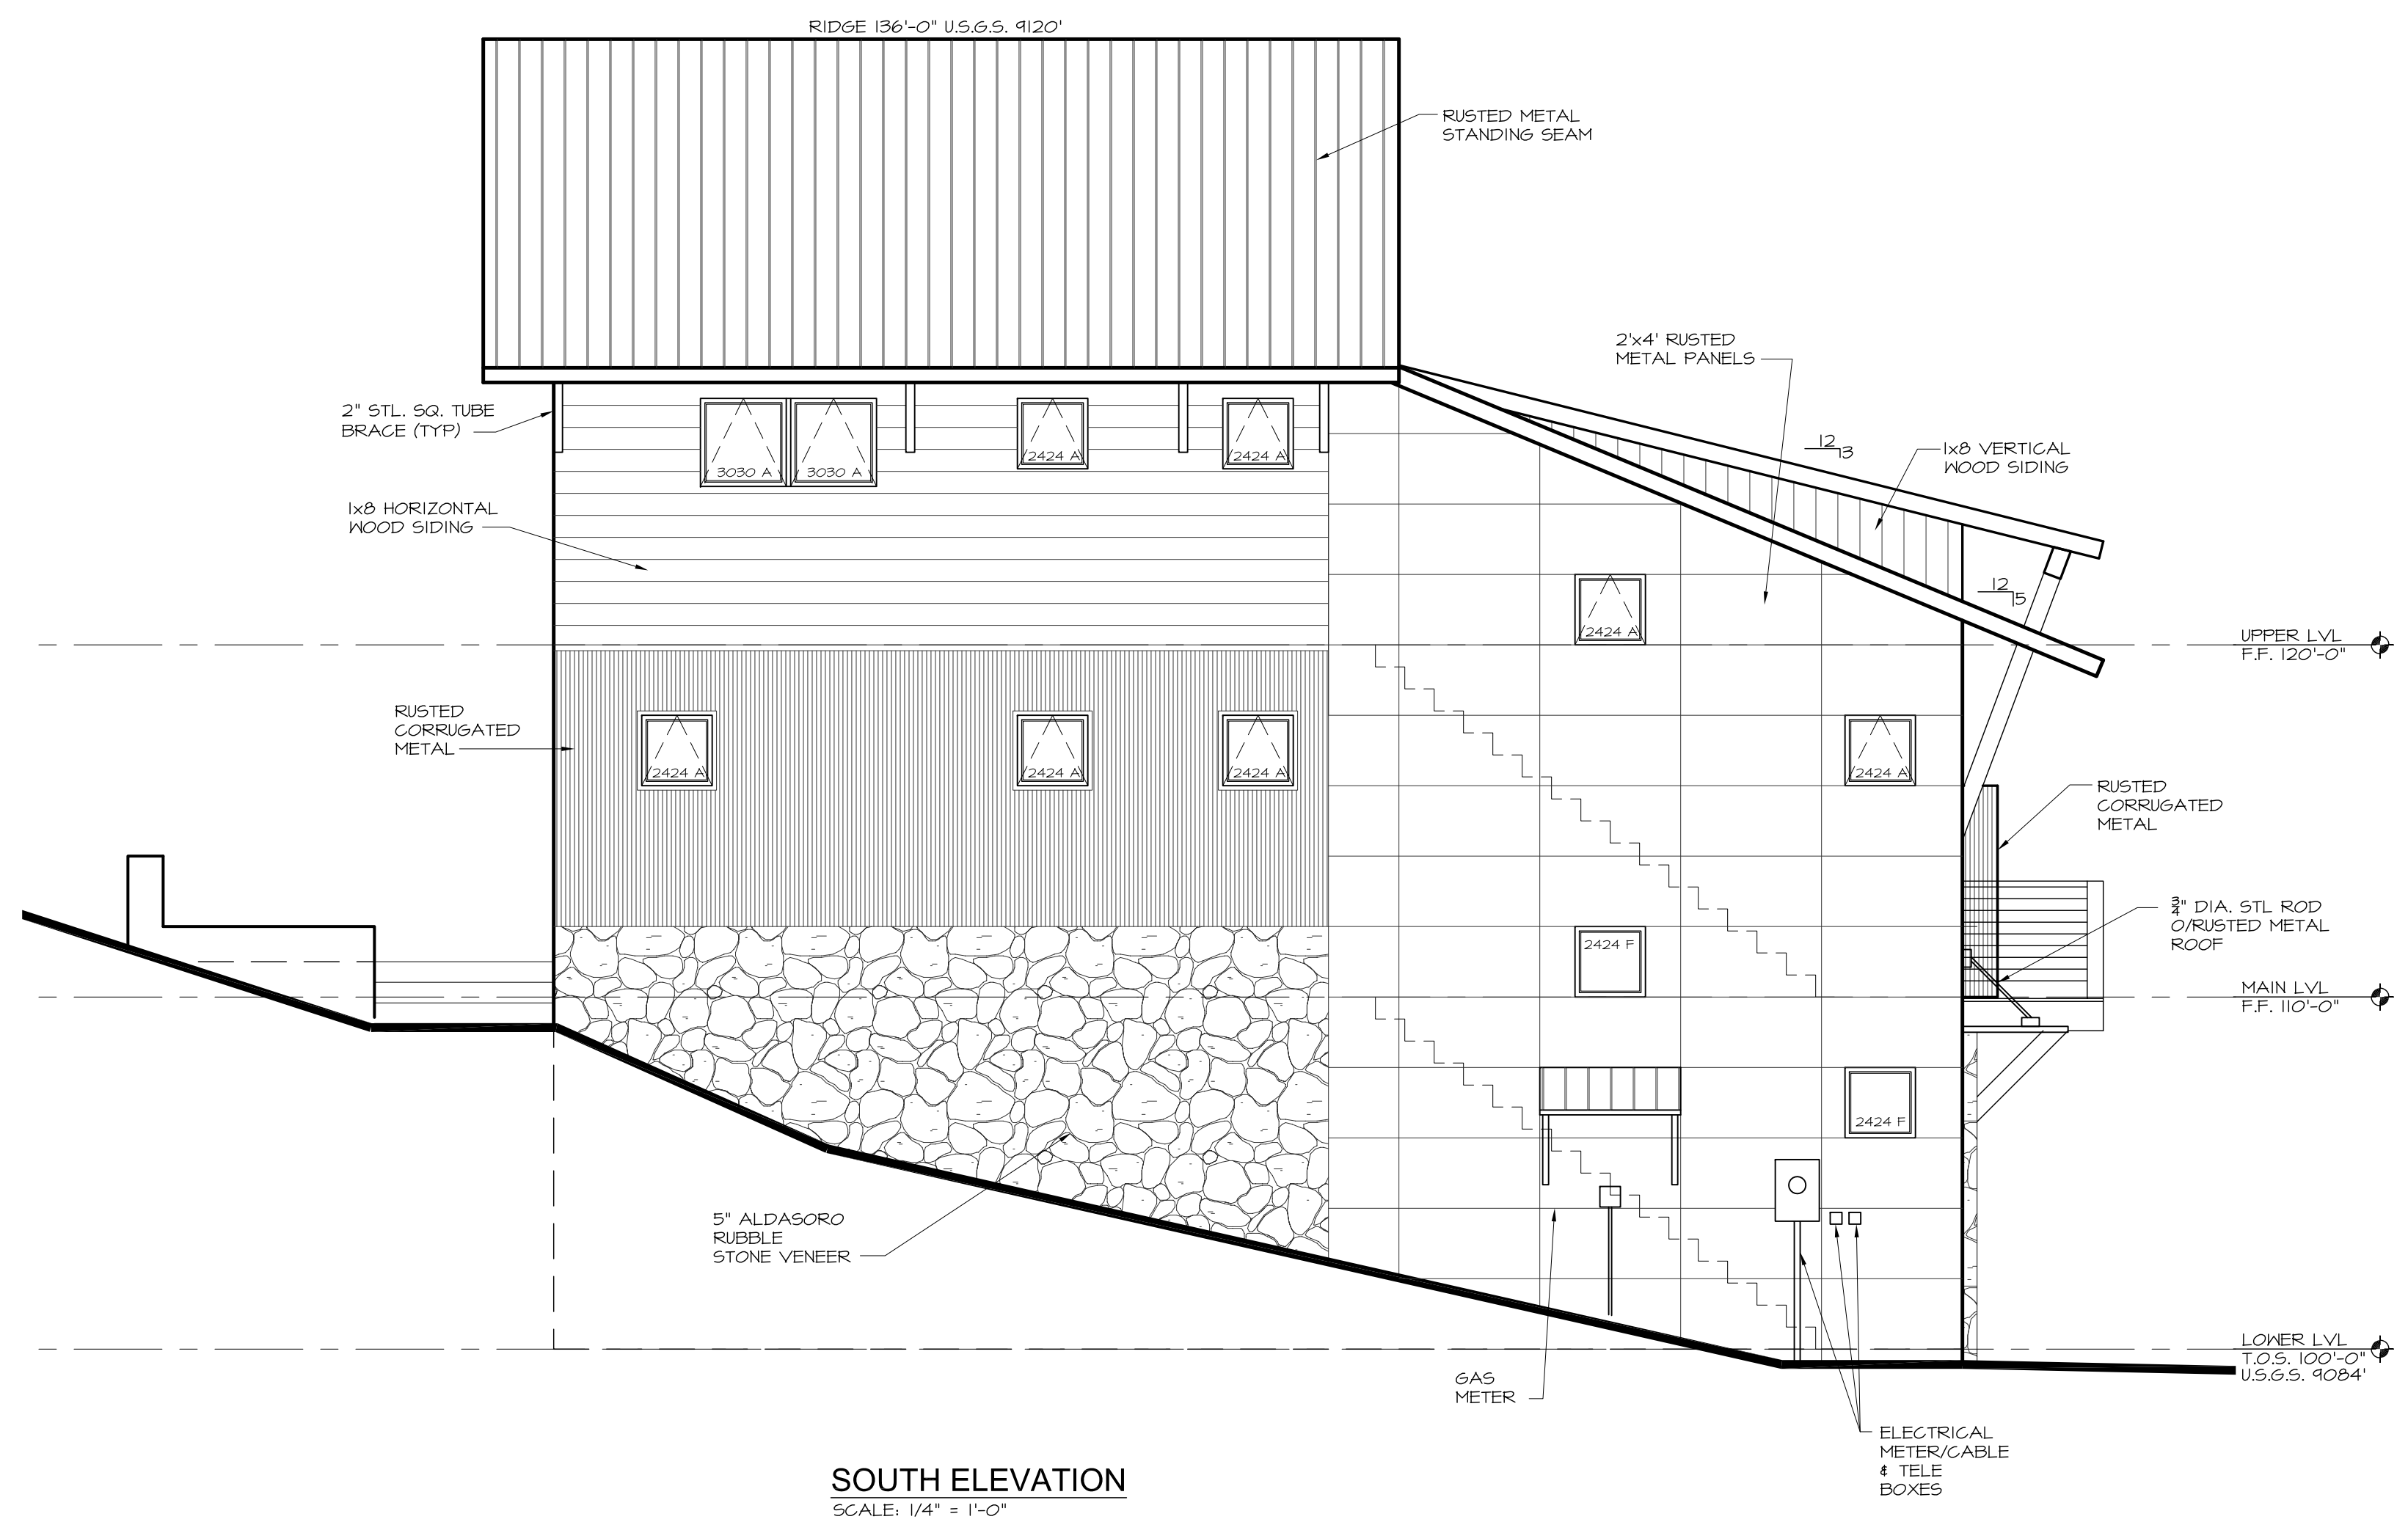 RIDGE 136'-0" U.S.G.S. 9120'
RUSTED METAL
STANDING SEAM
2'x4' RUSTED
METAL PANELS
2" STL. SQ. TUBE
BRACE (TYP)
3030 A
3030 A
2424 A
2424 A
12
3
1x8 VERTICAL
WOOD SIDING
1x8 HORIZONTAL
WOOD SIDING
12
5
2424 A
UPPER LVL
F.F. 120'-0"
RUSTED
CORRUGATED
METAL
2424 A
2424 A
2424 A
2424 A
RUSTED
CORRUGATED
METAL
3/4" DIA. STL ROD
O/RUSTED METAL
ROOF
2424 F
MAIN LVL
F.F. 110'-0"
2424 F
5" ALDASORO
RUBBLE
STONE VENEER
LOWER LVL
T.O.S. 100'-0"
U.S.G.S. 9084'
GAS
METER
ELECTRICAL
METER/CABLE
& TELE
BOXES
SOUTH ELEVATION
SCALE: 1/4" = 1'-0"